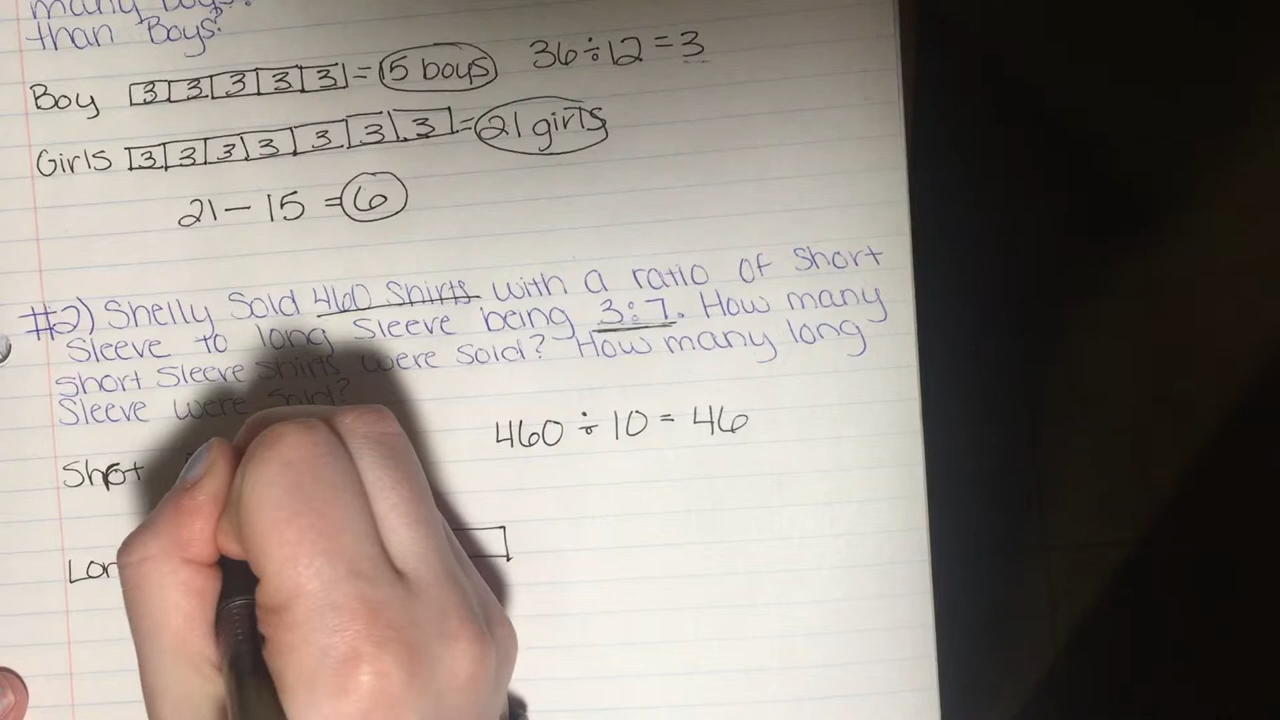 many boys
than Boys?
Boy 3 3 3 3 3 = 15 boys 36÷12=3
Girls 3 3 3 3 3 3 3 = 21 girls
21-15 = 6
#2) Shelly Sold 460 Shirts with a ratio of Short
Sleeve to long Sleeve being 3:7. How many
Short Sleeve Shirts were Sold? How many long
Sleeve were Sold?
460 ÷ 10 = 46
Short